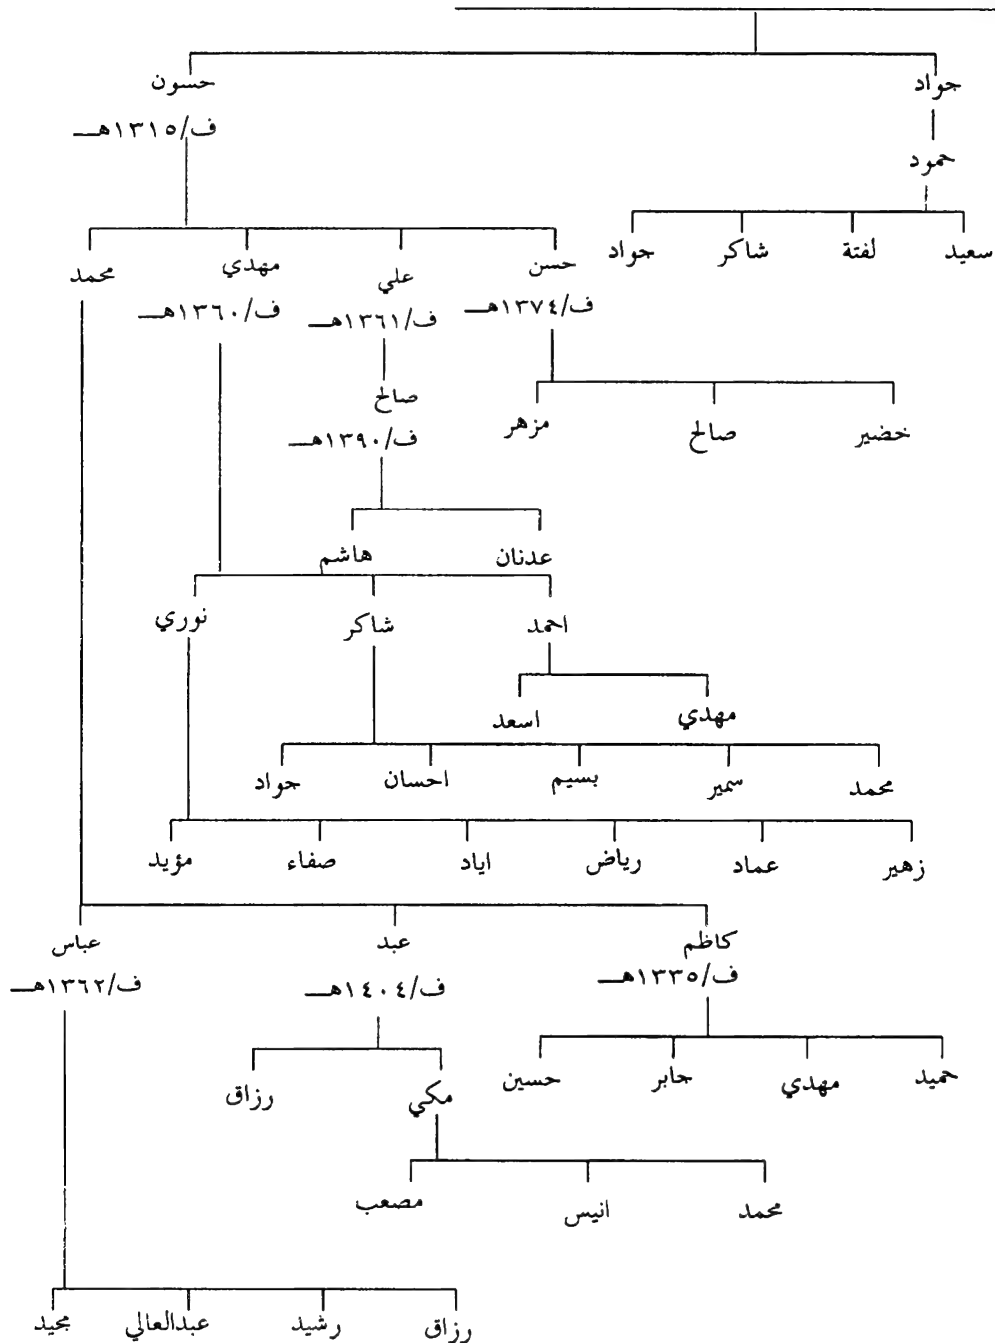 جواد حسون
ف/١٣١٥هـ
حمود
سعيد لفتة شاكر جواد
حسن علي مهدي محمد
ف/١٣٧٤هـ ف/١٣٦١هـ ف/١٣٦٠هـ
صالح
خضير صالح مزهر
ف/١٣٩٠هـ
عدنان هاشم
احمد شاكر نوري
مهدي اسعد
محمد سمير بسيم احسان جواد
زهير عماد رياض اياد صفاء مؤيد
كاظم عبد عباس
ف/١٣٣٥هـ ف/١٤٠٤هـ ف/١٣٦٢هـ
حميد مهدي جابر حسين مكي رزاق
محمد انيس مصعب
رزاق رشيد عبدالعالي مجيد